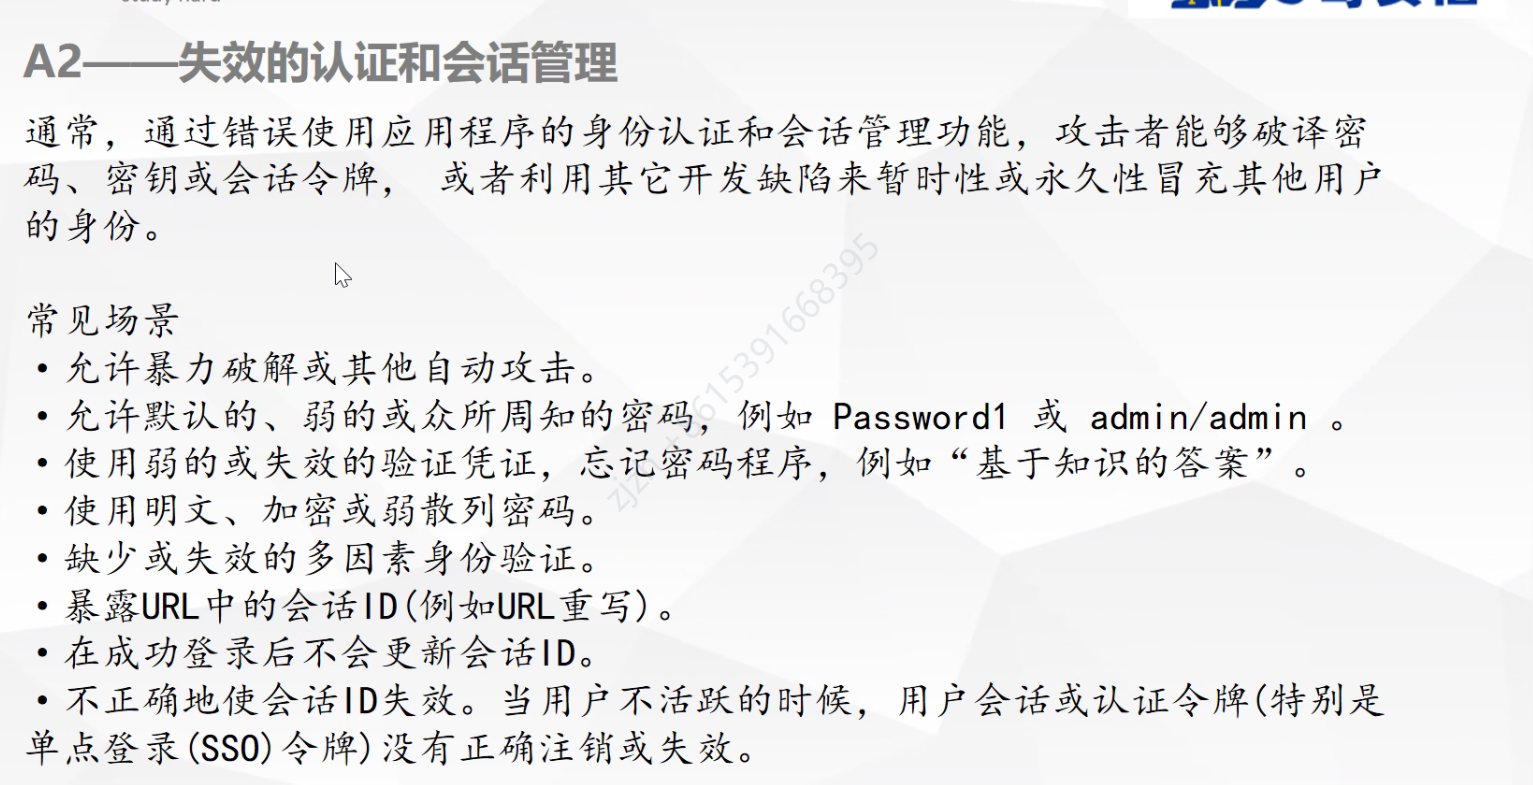 A2——失效的认证和会话管理
通常，通过错误使用应用程序的身份认证和会话管理功能，攻击者能够破译密
码、密钥或会话令牌， 或者利用其它开发缺陷来暂时性或永久性冒充其他用户
的身份。
常见场景
•允许暴力破解或其他自动攻击。
•允许默认的、弱的或众所周知的密码，例如 Password1 或 admin/admin 。
•使用弱的或失效的验证凭证，忘记密码程序，例如“基于知识的答案”。
•使用明文、加密或弱散列密码。
•缺少或失效的多因素身份验证。
•暴露URL中的会话ID(例如URL重写)。
•在成功登录后不会更新会话ID。
•不正确地使会话ID失效。当用户不活跃的时候，用户会话或认证令牌(特别是
单点登录(SSO)令牌)没有正确注销或失效。